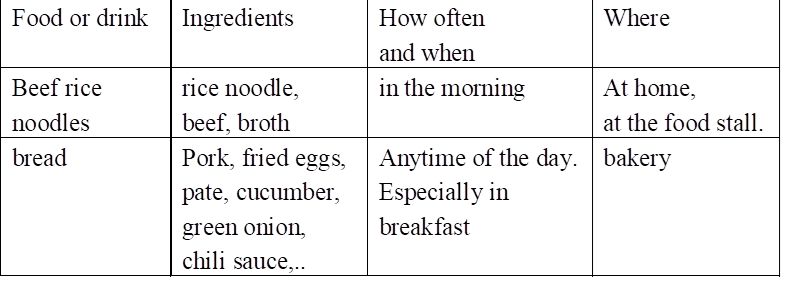 Food or drink
Ingredients
How often
and when
Where
Beef rice
noodles
rice noodle,
beef, broth
in the morning
At home,
at the food stall.
bread
Pork, fried eggs,
pate, cucumber,
green onion,
chili sauce,..
Anytime of the day.
Especially in
breakfast
bakery